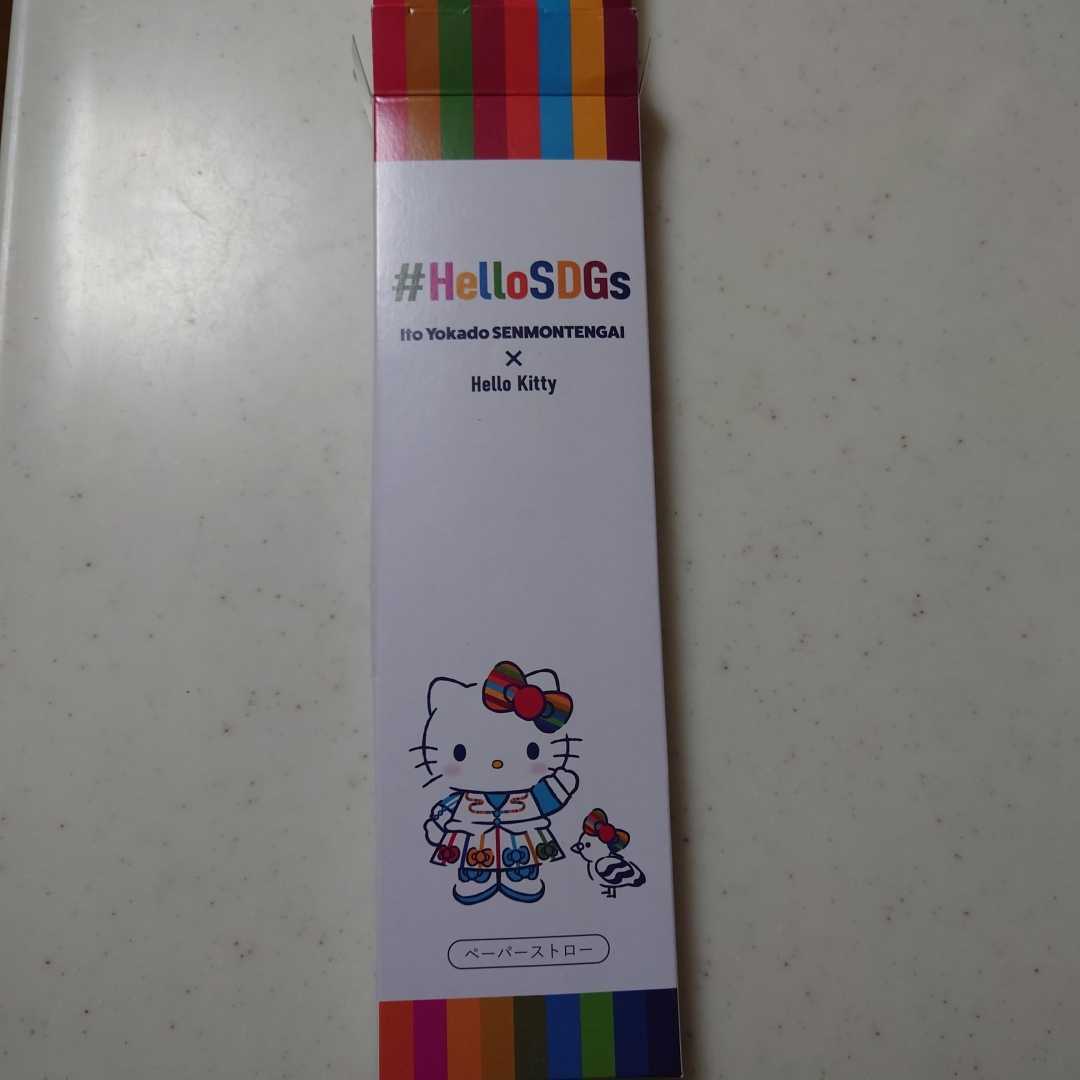 #HelloSDGs
Ito Yokado SENMONTENGAI
×
Hello Kitty
ペーパーストロー